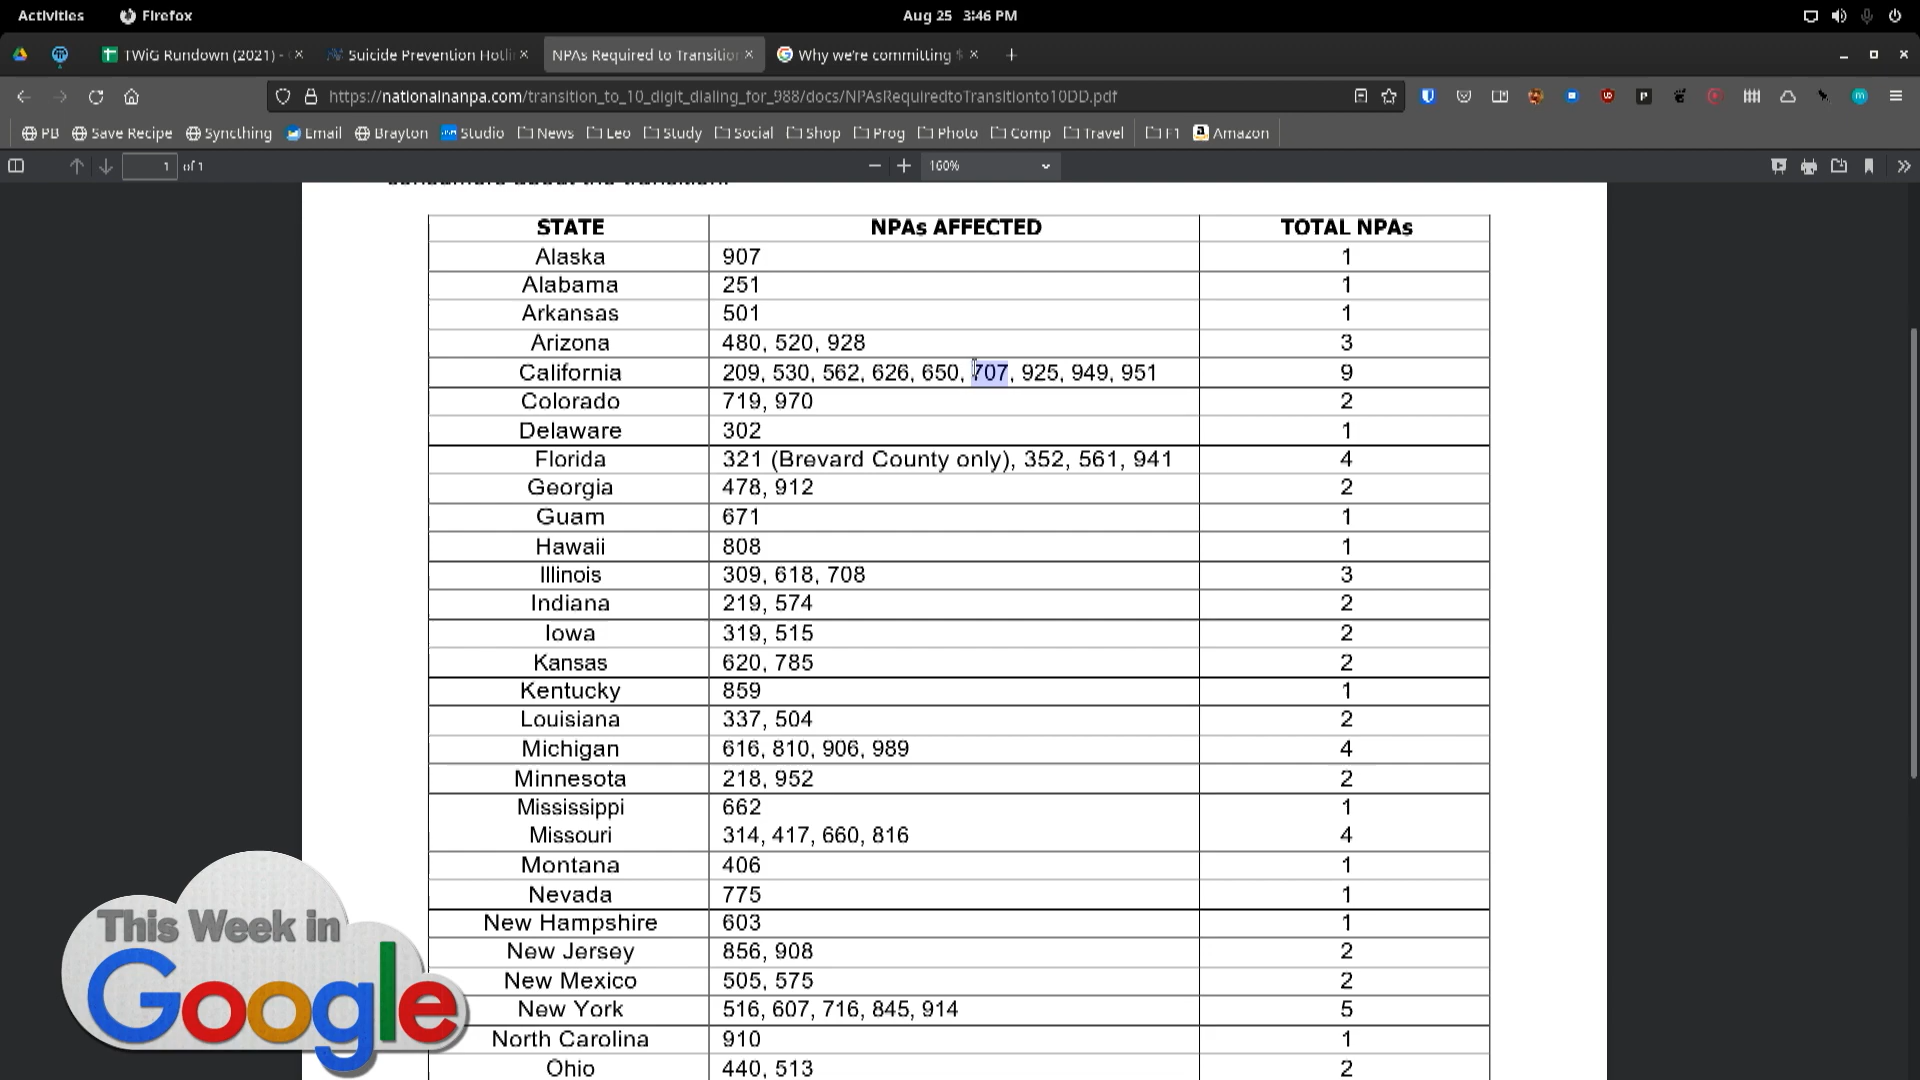 Activities
Firefox
Aug 25 3:46 PM
TWiG Rundown (2021) -
Suicide Prevention Hotli
NPAs Required to Transition
Why we're committing $
https://nationalnanpa.com/transition_to_10_digit_dialing_for_988/docs/NPAsRequiredtoTransitionto10DD.pdf
PB Save Recipe Syncthing Email Brayton Studio News Leo Study Social Shop Prog Photo Comp Travel F1 Amazon
1 of 1
160%
STATE NPAs AFFECTED TOTAL NPAs
Alaska 907 1
Alabama 251 1
Arkansas 501 1
Arizona 480, 520, 928 3
California 209, 530, 562, 626, 650, 707, 925, 949, 951 9
Colorado 719, 970 2
Delaware 302 1
Florida 321 (Brevard County only), 352, 561, 941 4
Georgia 478, 912 2
Guam 671 1
Hawaii 808 1
Illinois 309, 618, 708 3
Indiana 219, 574 2
Iowa 319, 515 2
Kansas 620, 785 2
Kentucky 859 1
Louisiana 337, 504 2
Michigan 616, 810, 906, 989 4
Minnesota 218, 952 2
Mississippi 662 1
Missouri 314, 417, 660, 816 4
Montana 406 1
Nevada 775 1
New Hampshire 603 1
New Jersey 856, 908 2
New Mexico 505, 575 2
New York 516, 607, 716, 845, 914 5
North Carolina 910 1
Ohio 440, 513 2
This Week in
Google